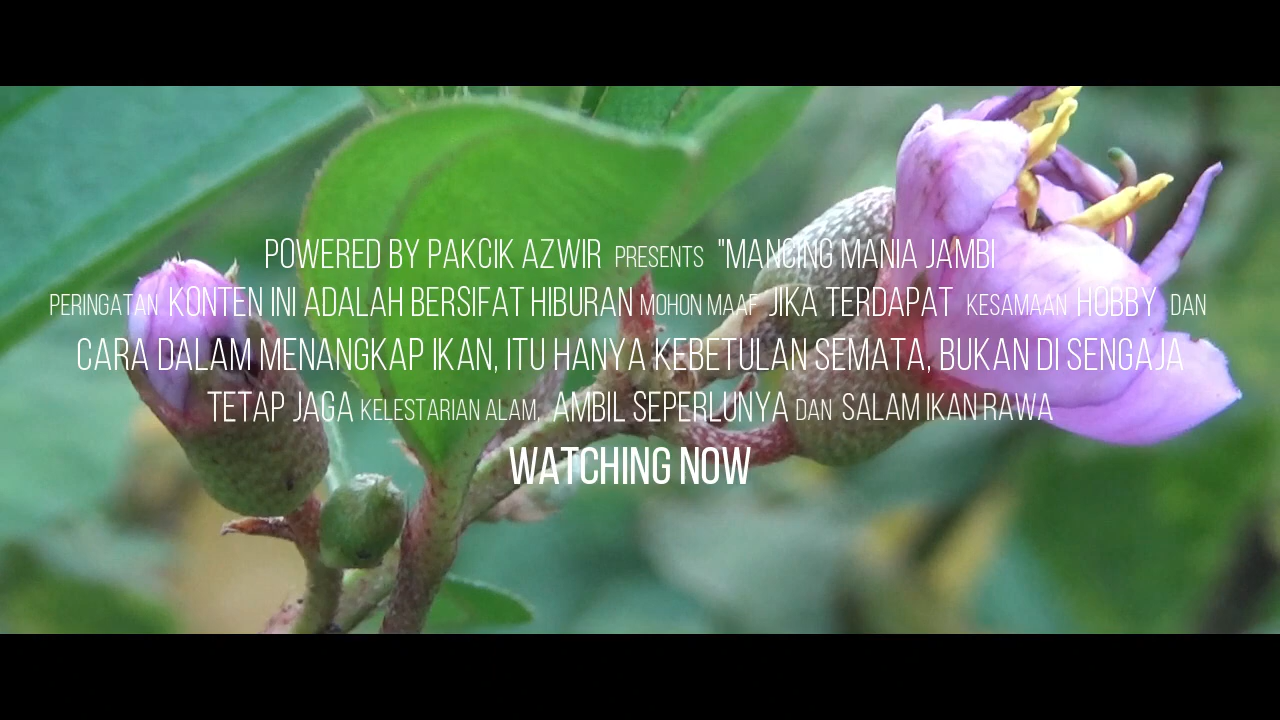 POWERED BY PAKCIK AZWIR PRESENTS "MANCING MANIA JAMBI
PERINGATAN KONTEN INI ADALAH BERSIFAT HIBURAN MOHON MAAF JIKA TERDAPAT KESAMAAN HOBBY DAN
CARA DALAM MENANGKAP IKAN, ITU HANYA KEBETULAN SEMATA, BUKAN DI SENGAJA
TETAP JAGA KELESTARIAN ALAM, AMBIL SEPERLUNYA DAN SALAM IKAN RAWA
WATCHING NOW